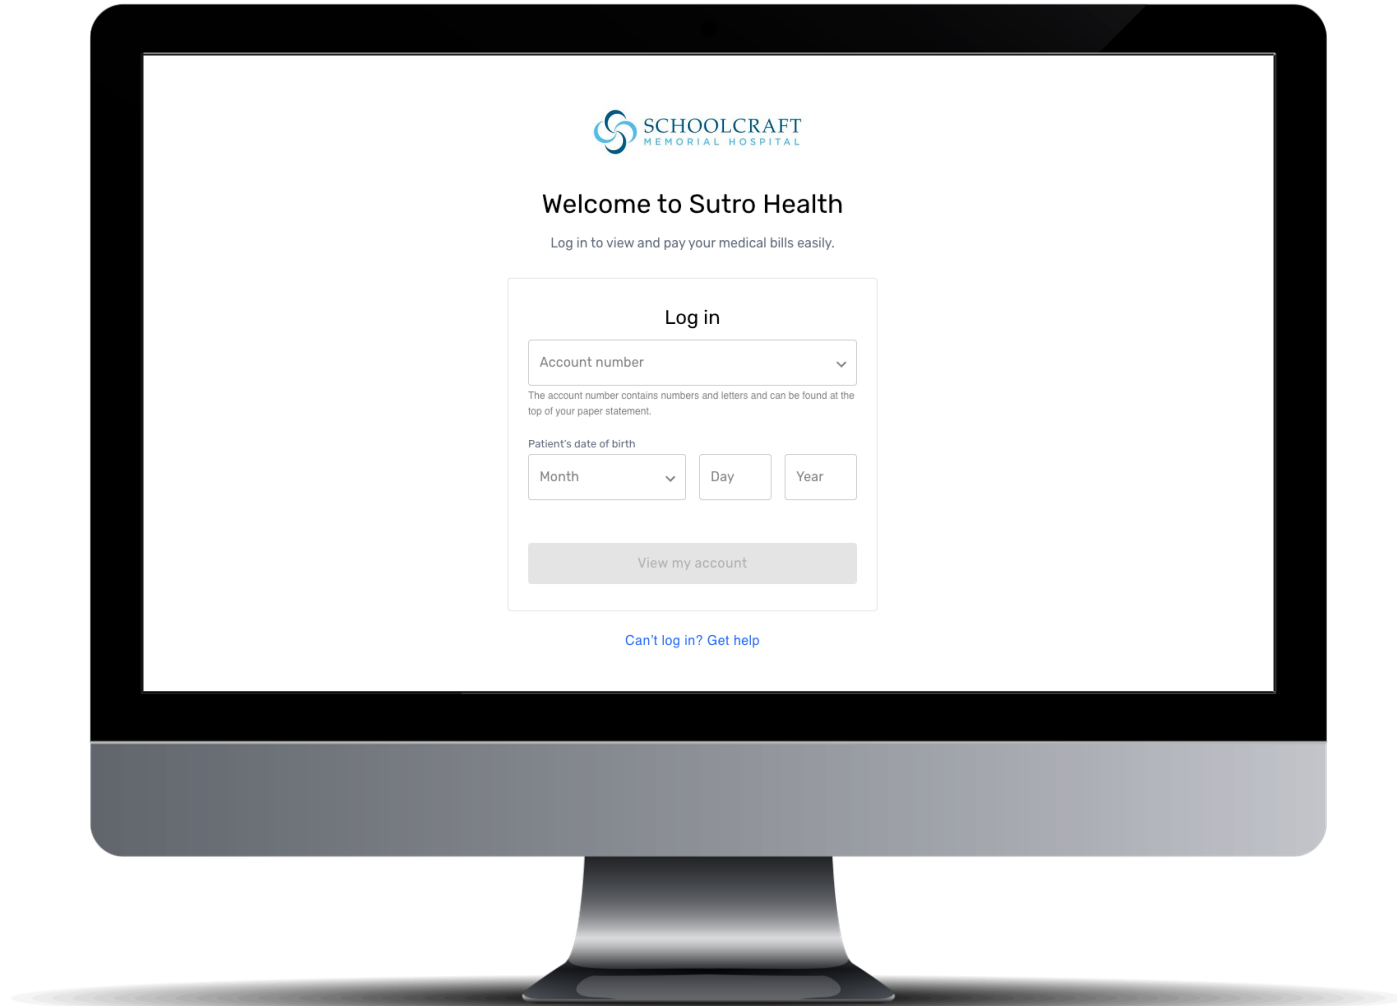 SCHOOLCRAFT
MEMORIAL HOSPITAL
Welcome to Sutro Health
Log in to view and pay your medical bills easily.
Log in
Account number
The account number contains numbers and letters and can be found at the
top of your paper statement.
Patient's date of birth
Month Day Year
View my account
Can't log in? Get help